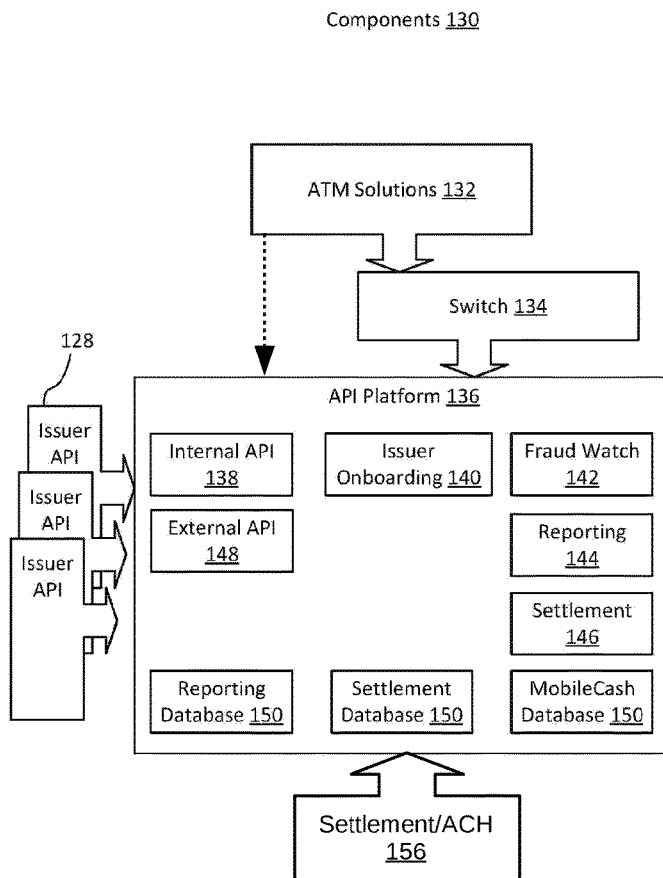 Components 130
ATM Solutions 132
Switch 134
128
API Platform 136
Issuer
API
Issuer
API
Issuer
API
Internal API
138
Issuer
Onboarding 140
Fraud Watch
142
External API
148
Reporting
144
Settlement
146
Reporting
Database 150
Settlement
Database 150
MobileCash
Database 150
Settlement/ACH
156